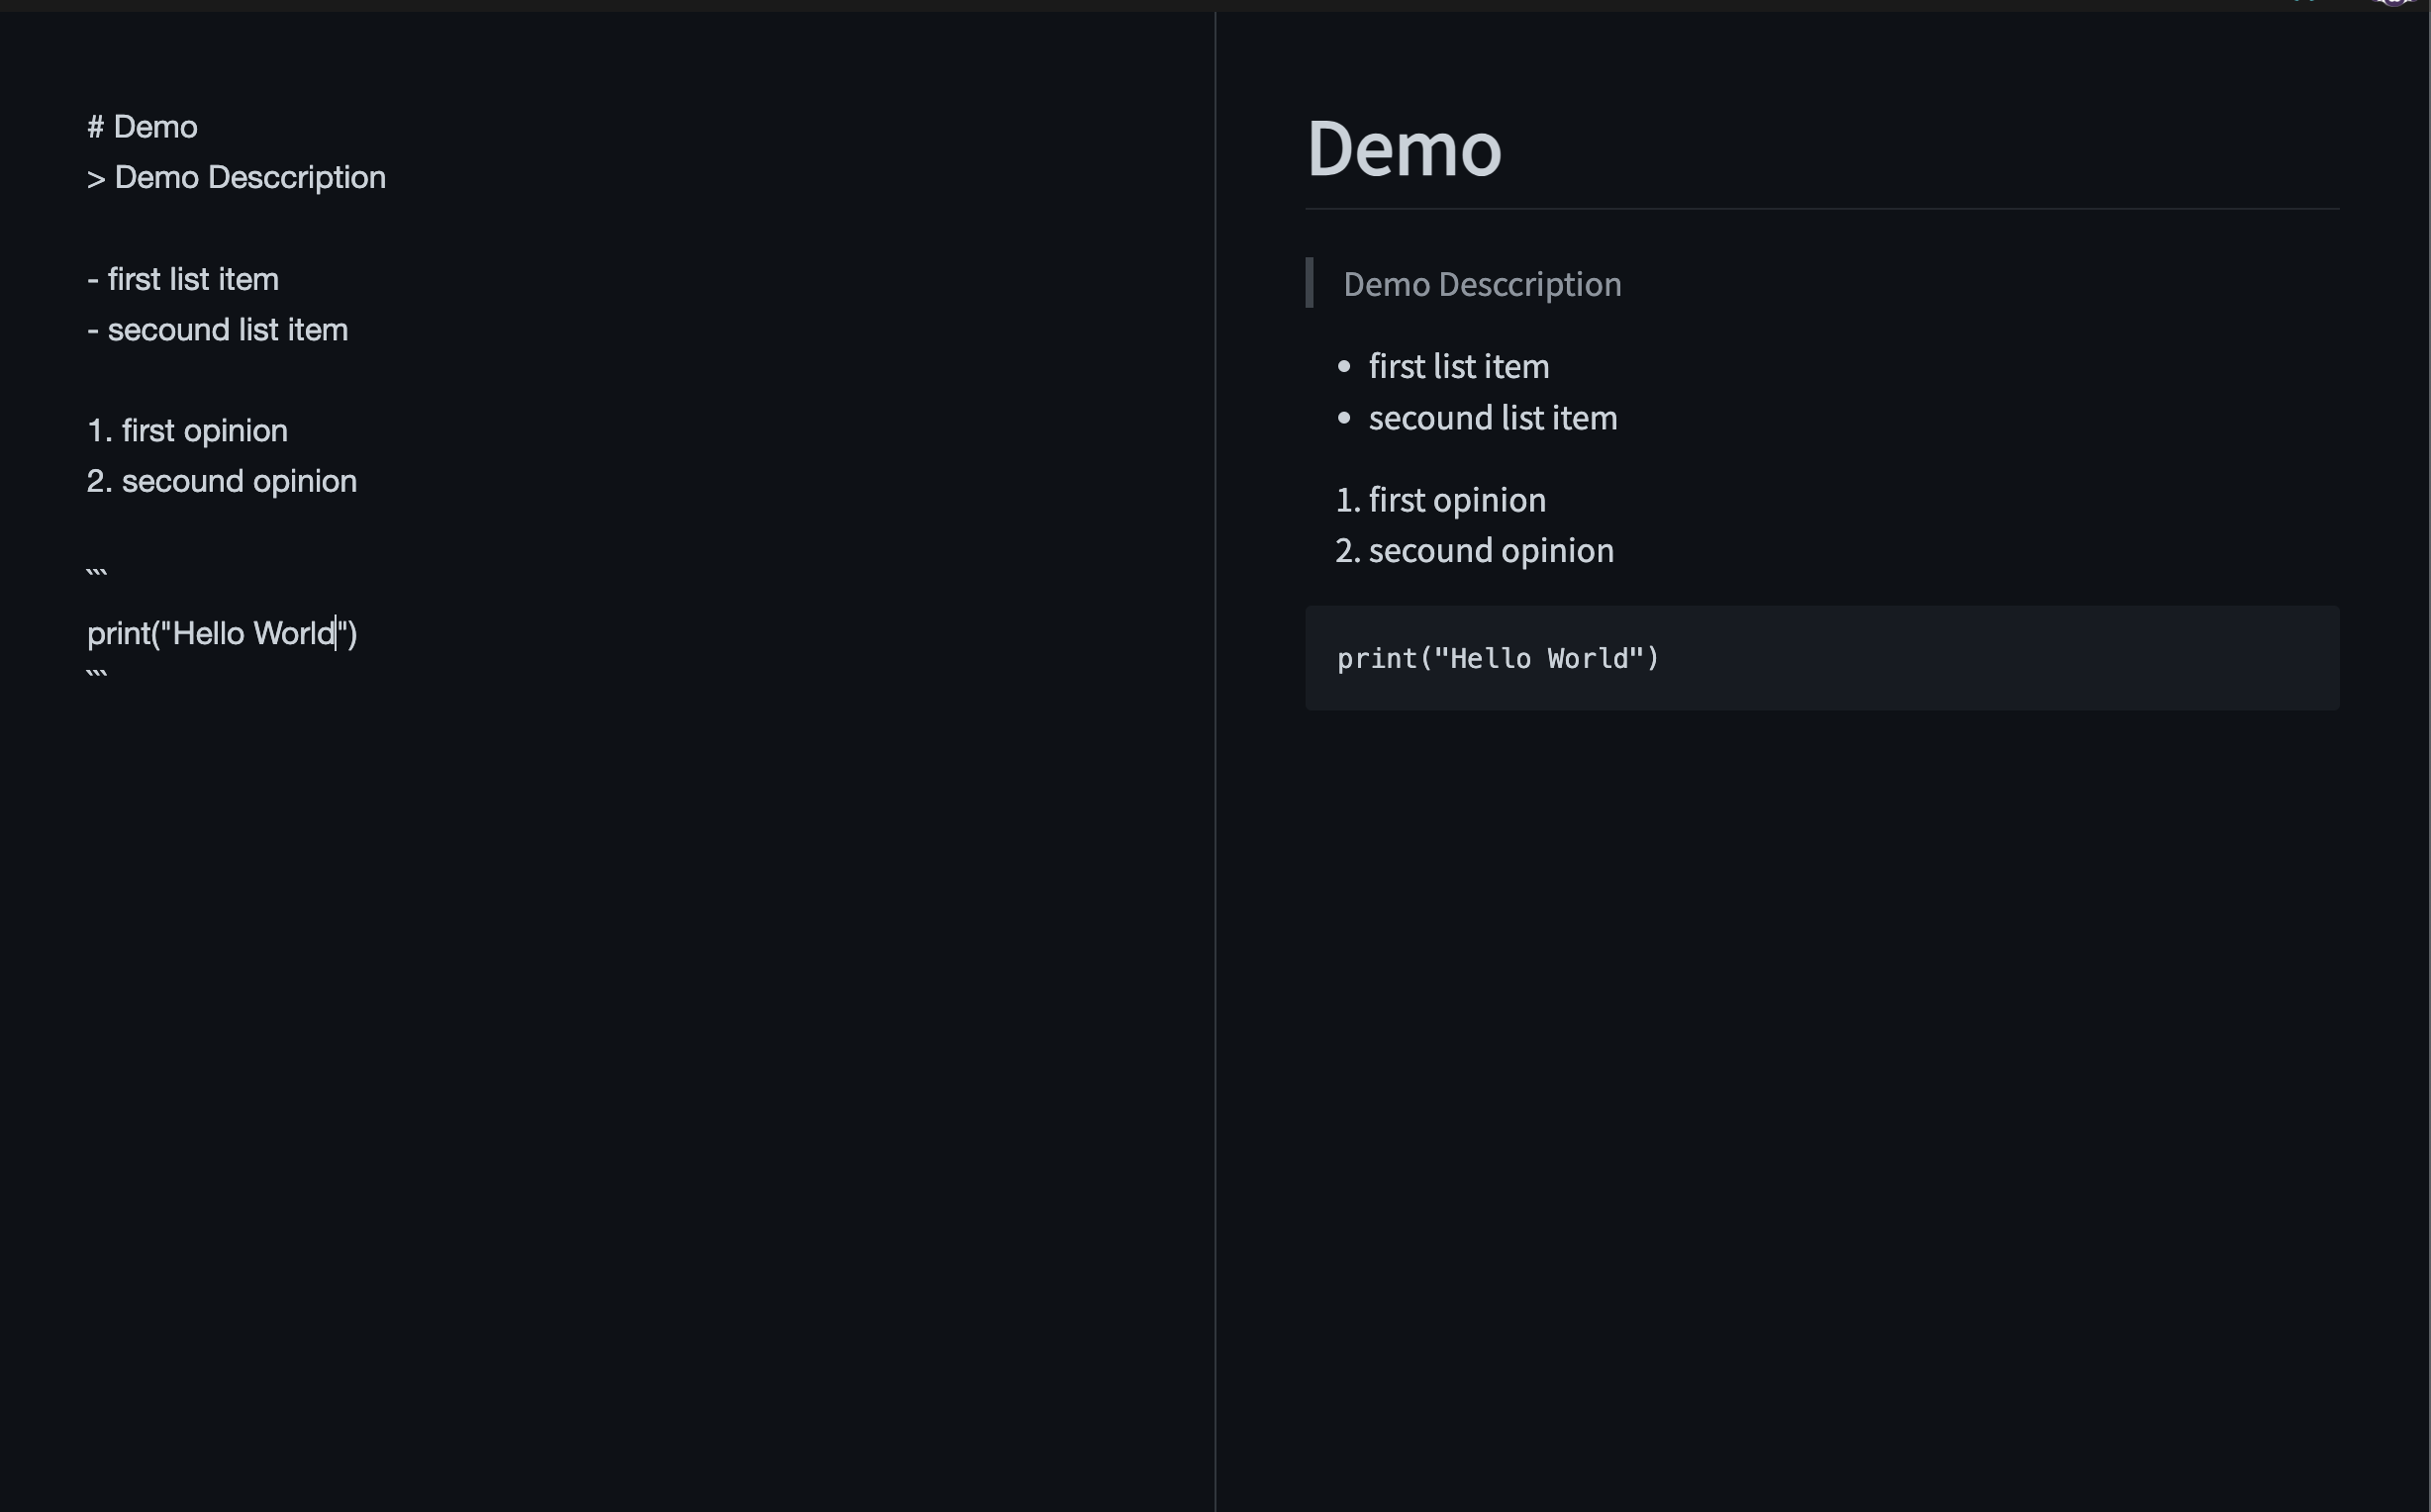 # Demo
> Demo Desccription
- first list item
- secound list item
1. first opinion
2. secound opinion
```
print("Hello World")
```
Demo
Demo Desccription
• first list item
• secound list item
1. first opinion
2. secound opinion
print("Hello World")